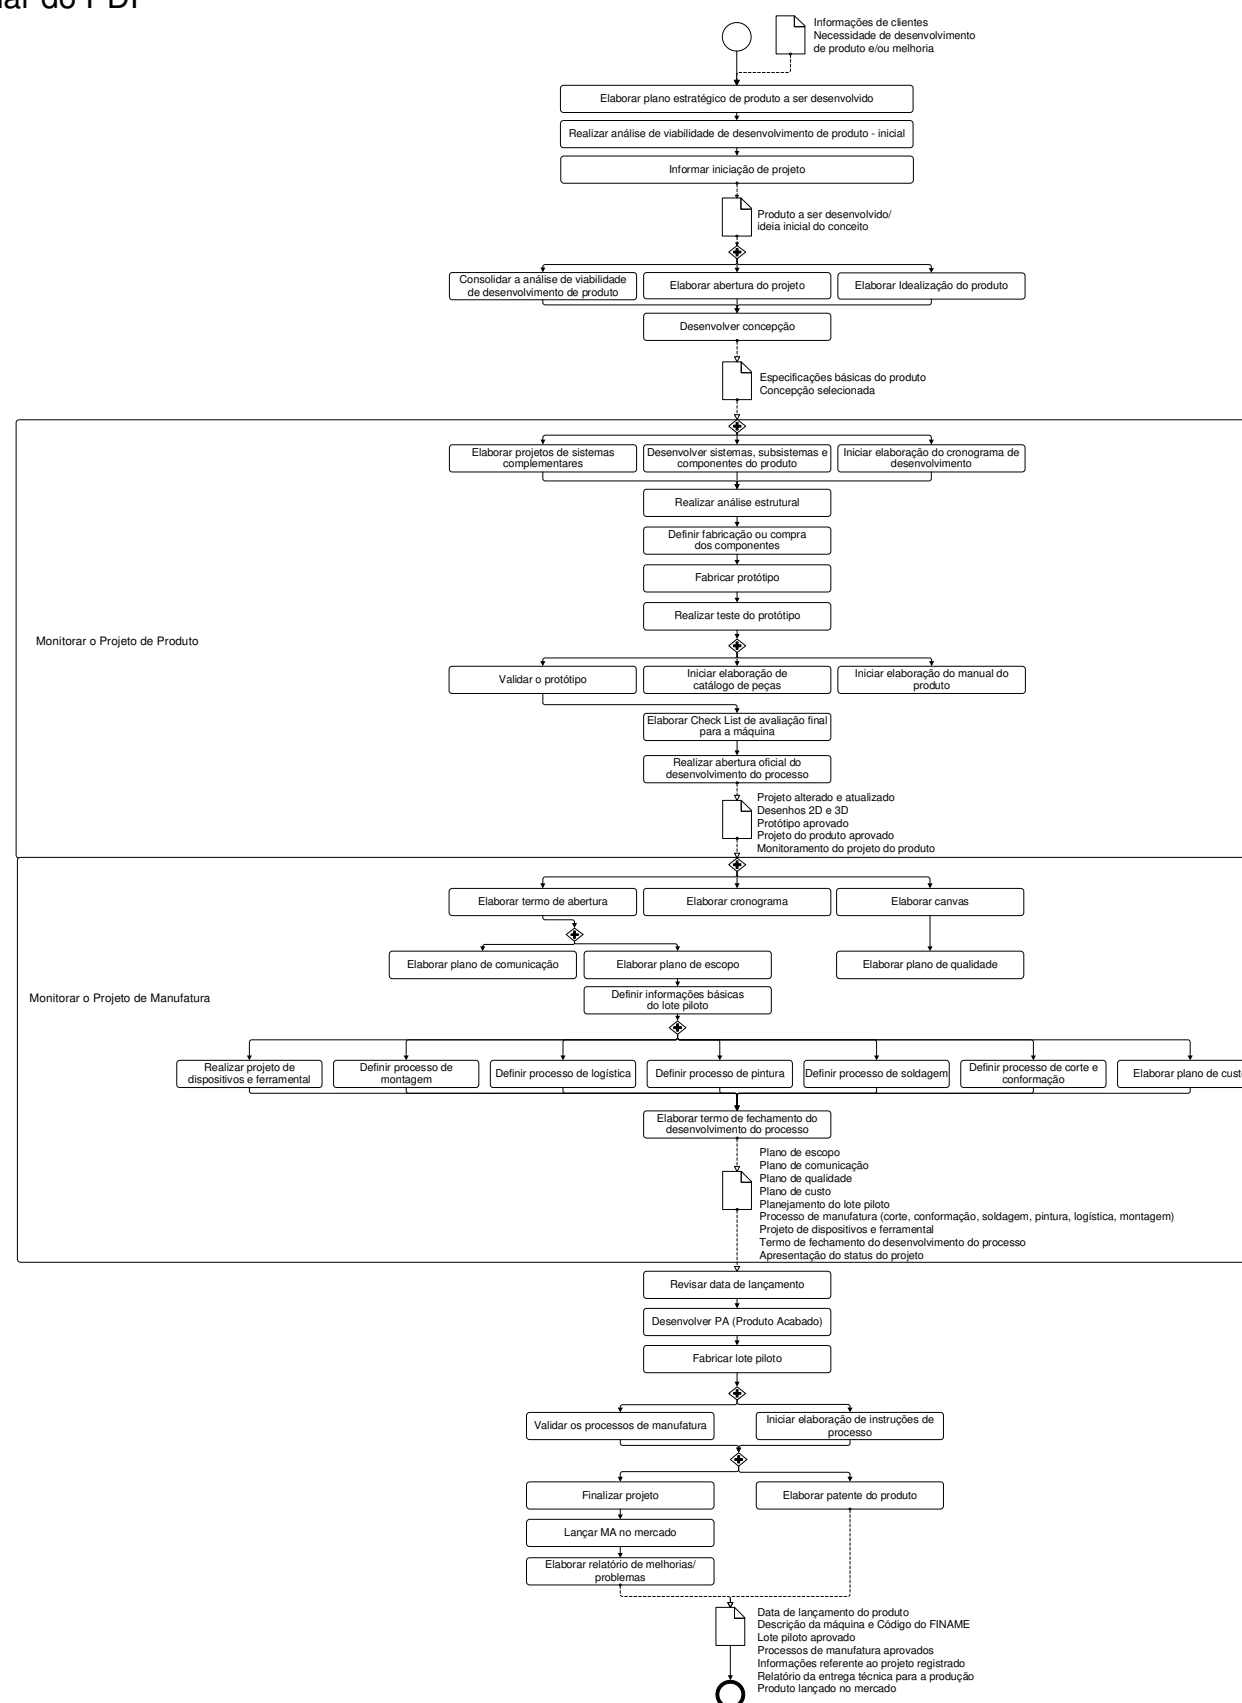 do PDP
Informações de clientes
Necessidade de desenvolvimento
de produto e/ou melhoria
Elaborar plano estratégico de produto a ser desenvolvido
Realizar análise de viabilidade de desenvolvimento de produto - inicial
Informar iniciação de projeto
Produto a ser desenvolvido/
ideia inicial do conceito
Consolidar a análise de viabilidade
de desenvolvimento de produto
Elaborar abertura do projeto
Elaborar Idealização do produto
Desenvolver concepção
Especificações básicas do produto
Concepção selecionada
Elaborar projetos de sistemas
complementares
Desenvolver sistemas, subsistemas e
componentes do produto
Iniciar elaboração do cronograma de
desenvolvimento
Realizar análise estrutural
Definir fabricação ou compra
dos componentes
Fabricar protótipo
Realizar teste do protótipo
Monitorar o Projeto de Produto
Validar o protótipo
Iniciar elaboração de
catálogo de peças
Iniciar elaboração do manual do
produto
Elaborar Check List de avaliação final
para a máquina
Realizar abertura oficial do
desenvolvimento do processo
Projeto alterado e atualizado
Desenhos 2D e 3D
Protótipo aprovado
Projeto do produto aprovado
Monitoramento do projeto do produto
Elaborar termo de abertura
Elaborar cronograma
Elaborar canvas
Elaborar plano de comunicação
Elaborar plano de escopo
Elaborar plano de qualidade
Monitorar o Projeto de Manufatura
Definir informações básicas
do lote piloto
Realizar projeto de
dispositivos e ferramental
Definir processo de
montagem
Definir processo de logística
Definir processo de pintura
Definir processo de soldagem
Definir processo de corte e
conformação
Elaborar plano de
Elaborar termo de fechamento do
desenvolvimento do processo
Plano de escopo
Plano de comunicação
Plano de qualidade
Plano de custo
Planejamento do lote piloto
Processo de manufatura (corte, conformação, soldagem, pintura, logística, montagem)
Projeto de dispositivos e ferramental
Termo de fechamento do desenvolvimento do processo
Apresentação do status do projeto
Revisar data de lançamento
Desenvolver PA (Produto Acabado)
Fabricar lote piloto
Validar os processos de manufatura
Iniciar elaboração de instruções de
processo
Finalizar projeto
Elaborar patente do produto
Lançar MA no mercado
Elaborar relatório de melhorias/
problemas
Data de lançamento do produto
Descrição da máquina e Código do FINAME
Lote piloto aprovado
Processos de manufatura aprovados
Informações referente ao projeto registrado
Relatório da entrega técnica para a produção
Produto lançado no mercado